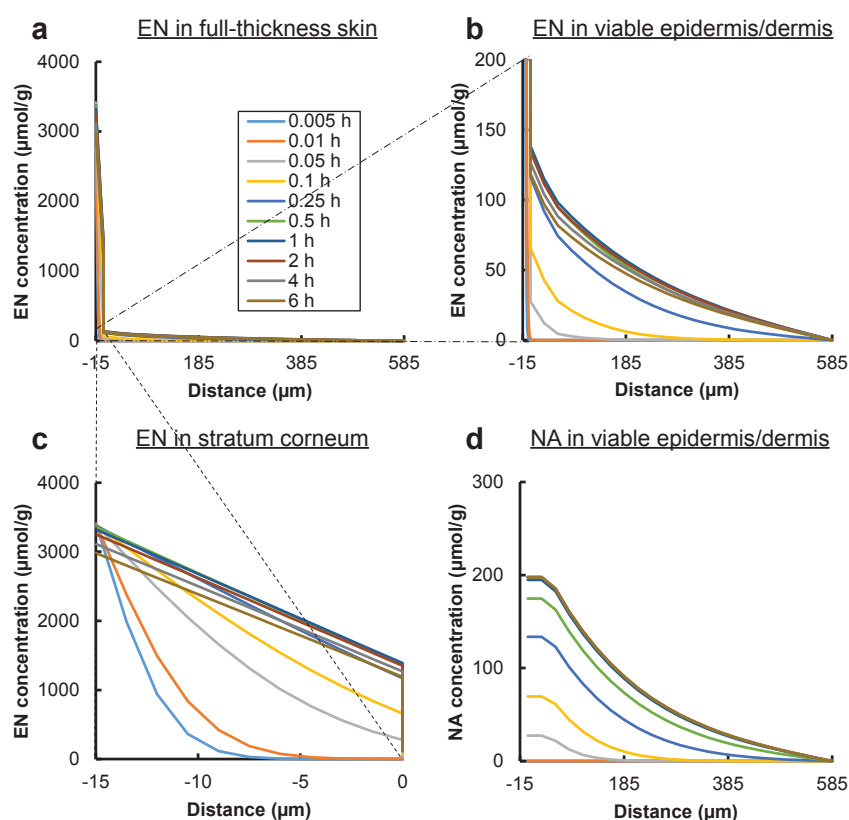 a EN in full-thickness skin
EN concentration (µmol/g)
4000
3000
2000
1000
0
-15 185 385 585
Distance (µm)
0.005 h
0.01 h
0.05 h
0.1 h
0.25 h
0.5 h
1 h
2 h
4 h
6 h
b EN in viable epidermis/dermis
EN concentration (µmol/g)
200
150
100
50
0
-15 185 385 585
Distance (µm)
c EN in stratum corneum
EN concentration (µmol/g)
4000
3000
2000
1000
0
-15 -10 -5 0
Distance (µm)
d NA in viable epidermis/dermis
NA concentration (µmol/g)
300
200
100
0
-15 185 385 585
Distance (µm)